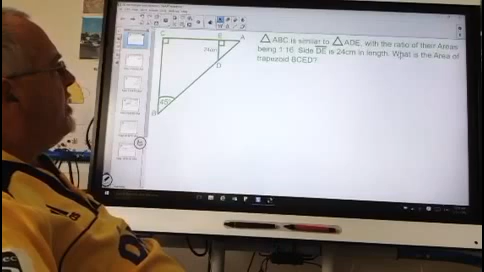 △ ABC is similar to △ ADE, with the ratio of their Areas
being 1:16. Side DE is 24cm in length. What is the Area of
trapezoid BCED?
C
E
A
24cm
D
45°
B